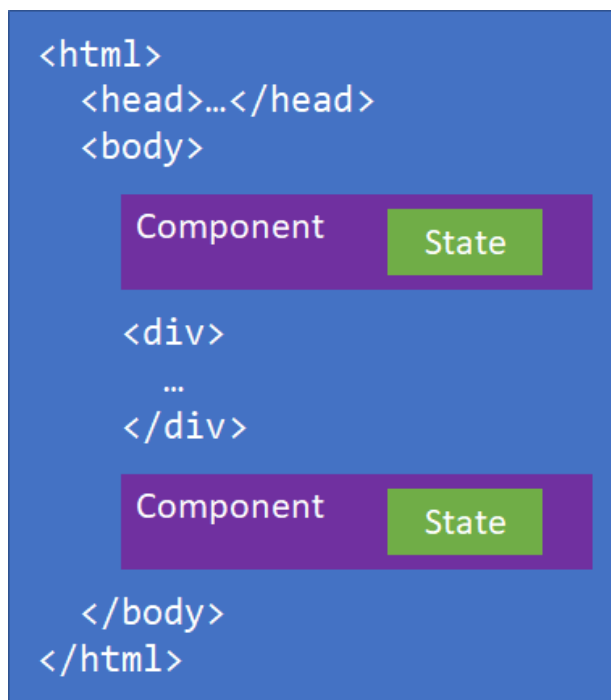 <html>
<head>…</head>
<body>
Component State
<div>
…
</div>
Component State
</body>
</html>